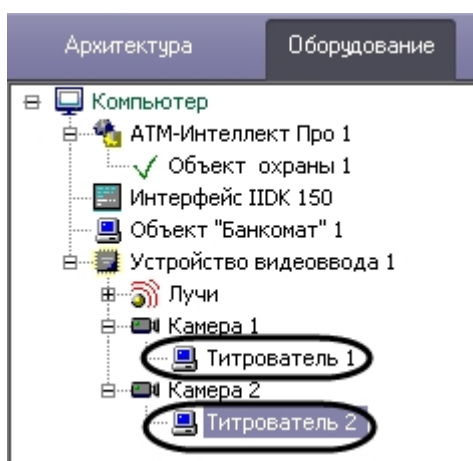 Архитектура Оборудование
Компьютер
АТМ-Интеллект Про 1
Объект охраны 1
Интерфейс IIDK 150
Объект "Банкомат" 1
Устройство видеоввода 1
Лучи
Камера 1
Титрователь 1
Камера 2
Титрователь 2